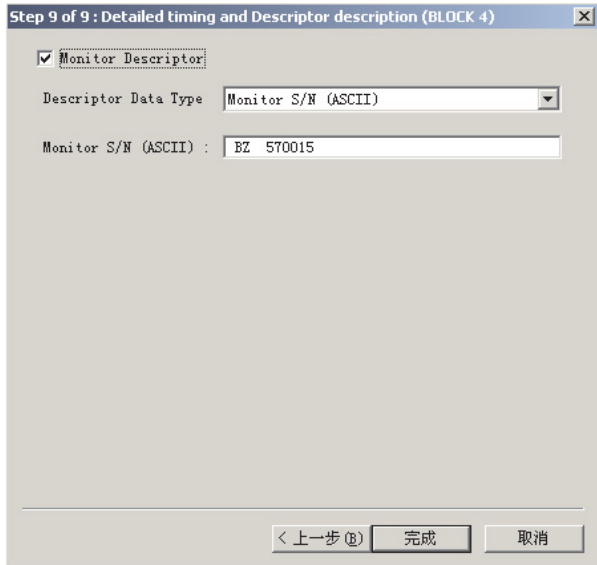 Step 9 of 9 : Detailed timing and Descriptor description (BLOCK 4)
Monitor Descriptor
Descriptor Data Type Monitor S/N (ASCII)
Monitor S/N (ASCII) : BZ 570015
< 上一步(B) 完成 取消